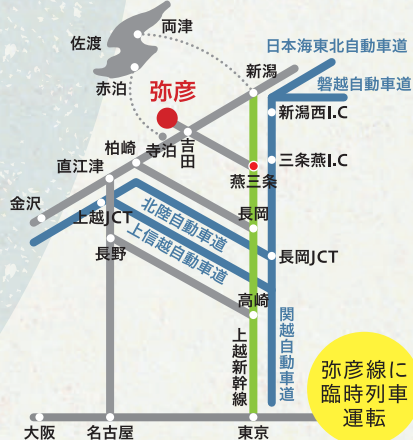 両津
佐渡
赤泊
新潟
日本海東北自動車道
磐越自動車道
弥彦
新潟西I.C
吉田
寺泊
柏崎
三条燕I.C
燕三条
直江津
金沢
上越JCT
北陸自動車道
長岡
上信越自動車道
長野
長岡JCT
高崎
関越自動車道
上越新幹線
弥彦線に
臨時列車
運転
大阪
名古屋
東京